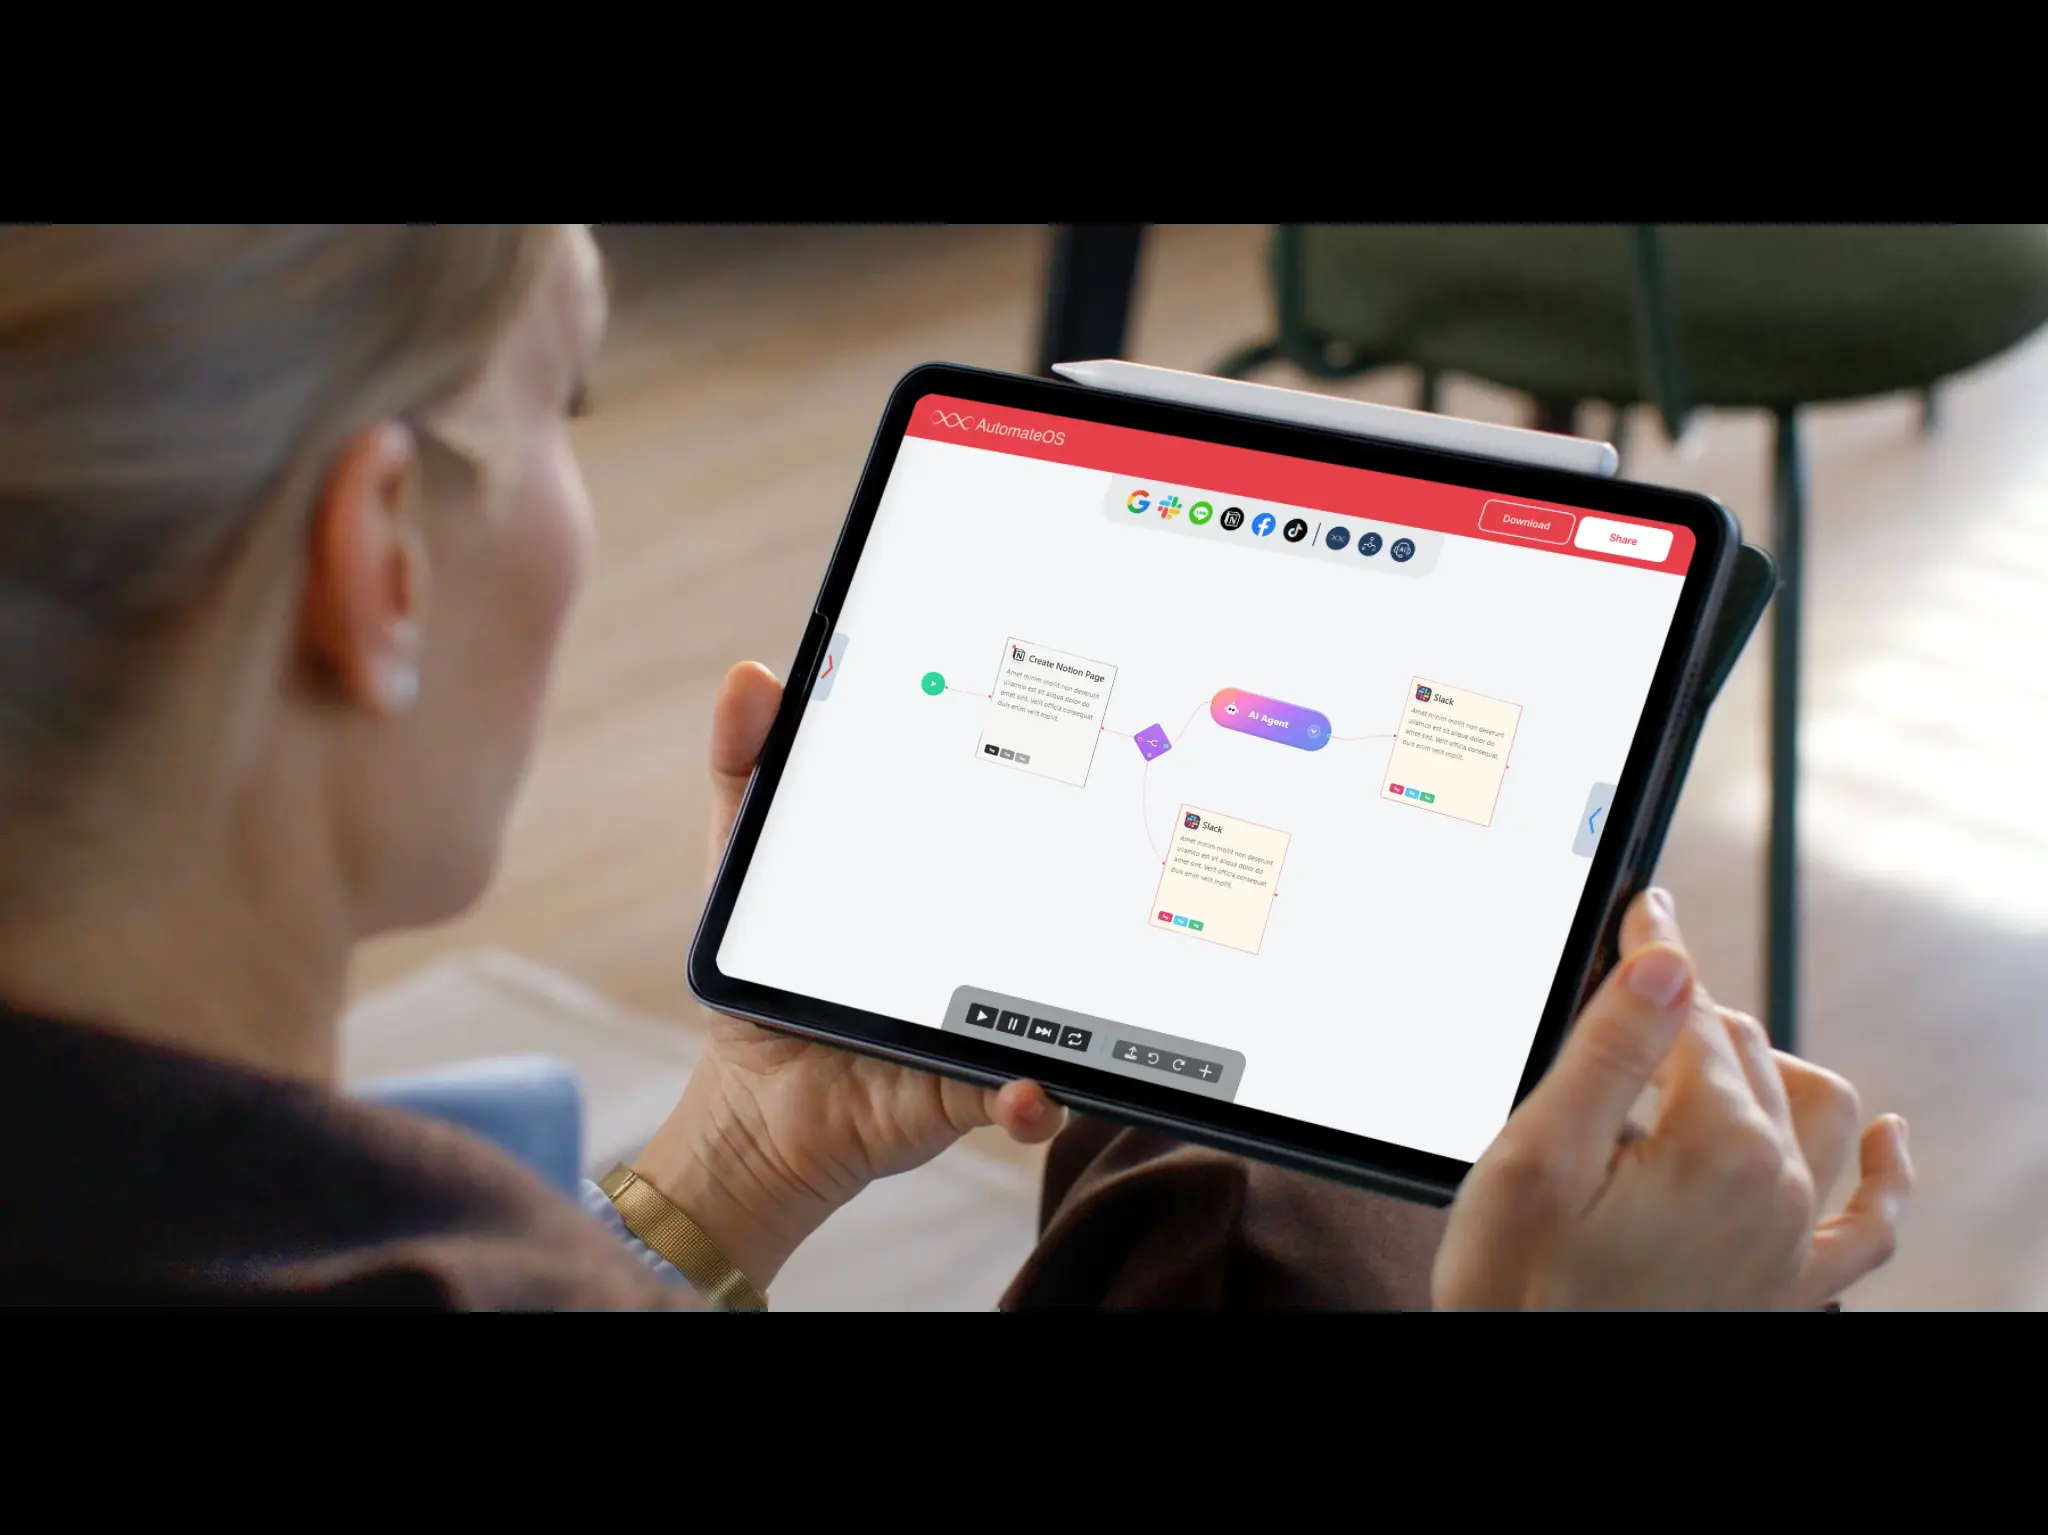 AutomateOS
Download
Share
Create Notion Page
Amet minim mollit non deserunt
ullamco est sit aliqua dolor do
amet sint. Velit officia consequat
duis enim velit mollit.
AI Agent
Slack
Amet minim mollit non deserunt
ullamco est sit aliqua dolor do
amet sint. Velit officia consequat
duis enim velit mollit.
Slack
Amet minim mollit non deserunt
ullamco est sit aliqua dolor do
amet sint. Velit officia consequat
duis enim velit mollit.